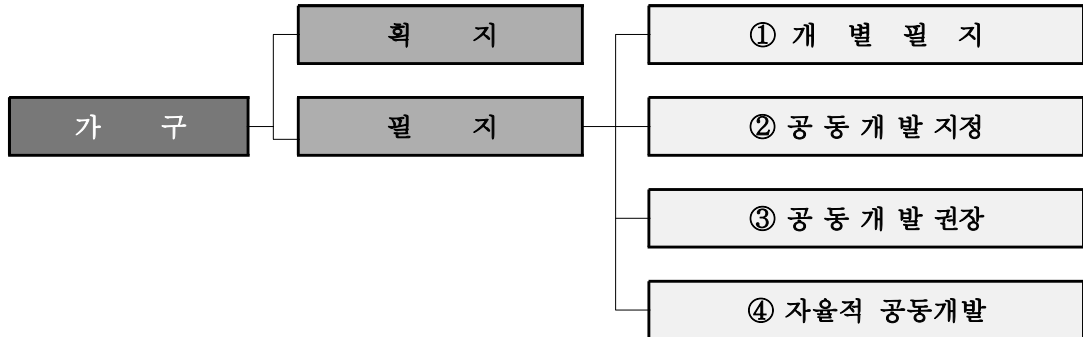 획 지
① 개 별 필 지
가 구
필 지
② 공 동 개 발 지정
③ 공 동 개 발 권장
④ 자율적 공동개발